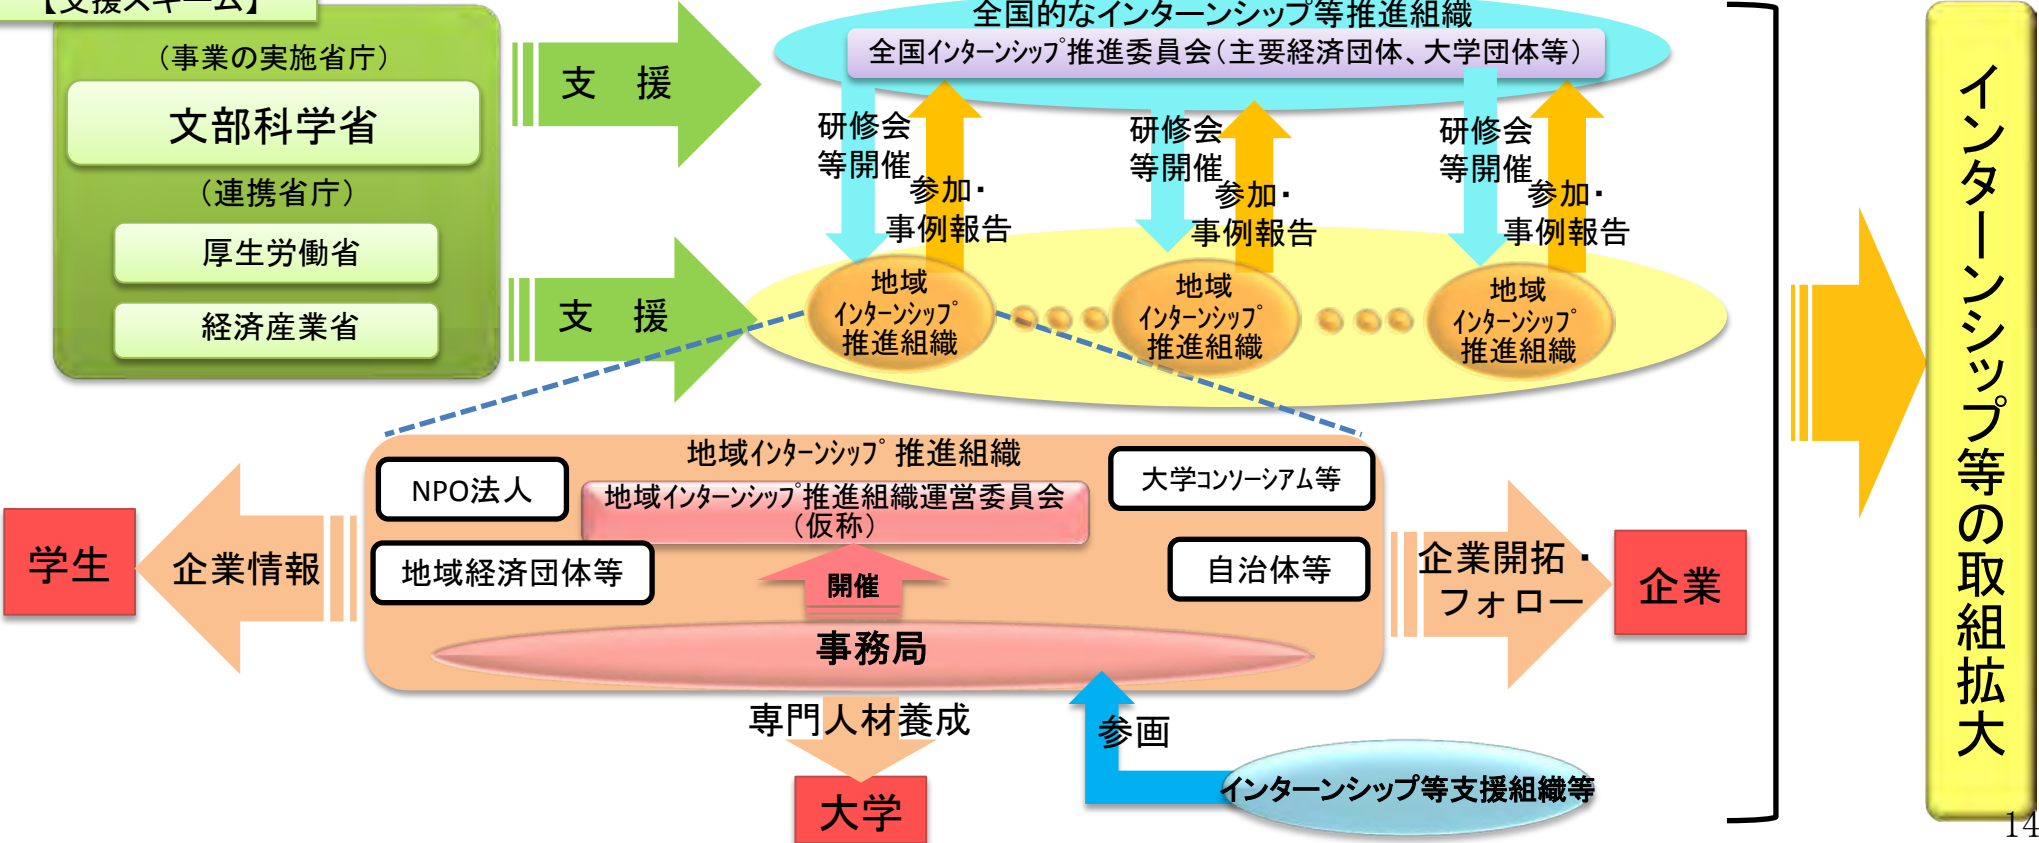 【支援スキーム】
（事業の実施省庁）
文部科学省
（連携省庁）
厚生労働省
経済産業省
支　援
支　援
全国的なインターンシップ等推進組織
全国インターンシップ推進委員会（主要経済団体、大学団体等）
研修会
等開催
参加・
事例報告
研修会
等開催
参加・
事例報告
研修会
等開催
参加・
事例報告
地域
インターンシップ
推進組織
地域
インターンシップ
推進組織
地域
インターンシップ
推進組織
地域インターンシップ推進組織
NPO法人
大学コンソーシアム等
地域インターンシップ推進組織運営委員会
（仮称）
地域経済団体等
自治体等
開催
事務局
学生
企業情報
企業開拓・
フォロー
企業
専門人材養成
大学
参画
インターンシップ等支援組織等
インターンシップ等の取組拡大
14